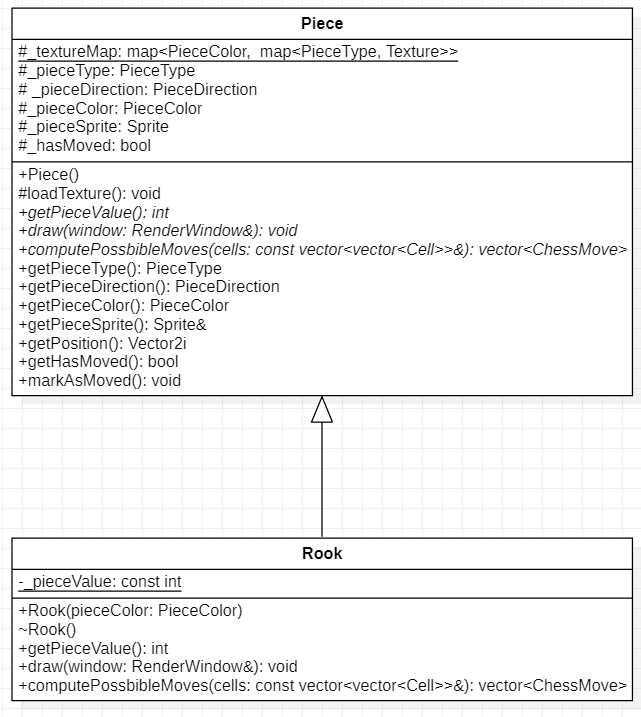 Piece
#_textureMap: map<PieceColor,  map<PieceType, Texture>>
#_pieceType: PieceType
# _pieceDirection: PieceDirection
#_pieceColor: PieceColor
#_pieceSprite: Sprite
#_hasMoved: bool
+Piece()
#loadTexture(): void
+getPieceValue(): int
+draw(window: RenderWindow&): void
+computePossbibleMoves(cells: const vector<vector<Cell>>&): vector<ChessMove>
+getPieceType(): PieceType
+getPieceDirection(): PieceDirection
+getPieceColor(): PieceColor
+getPieceSprite(): Sprite&
+getPosition(): Vector2i
+getHasMoved(): bool
+markAsMoved(): void
Rook
-_pieceValue: const int
+Rook(pieceColor: PieceColor)
~Rook()
+getPieceValue(): int
+draw(window: RenderWindow&): void
+computePossbibleMoves(cells: const vector<vector<Cell>>&): vector<ChessMove>